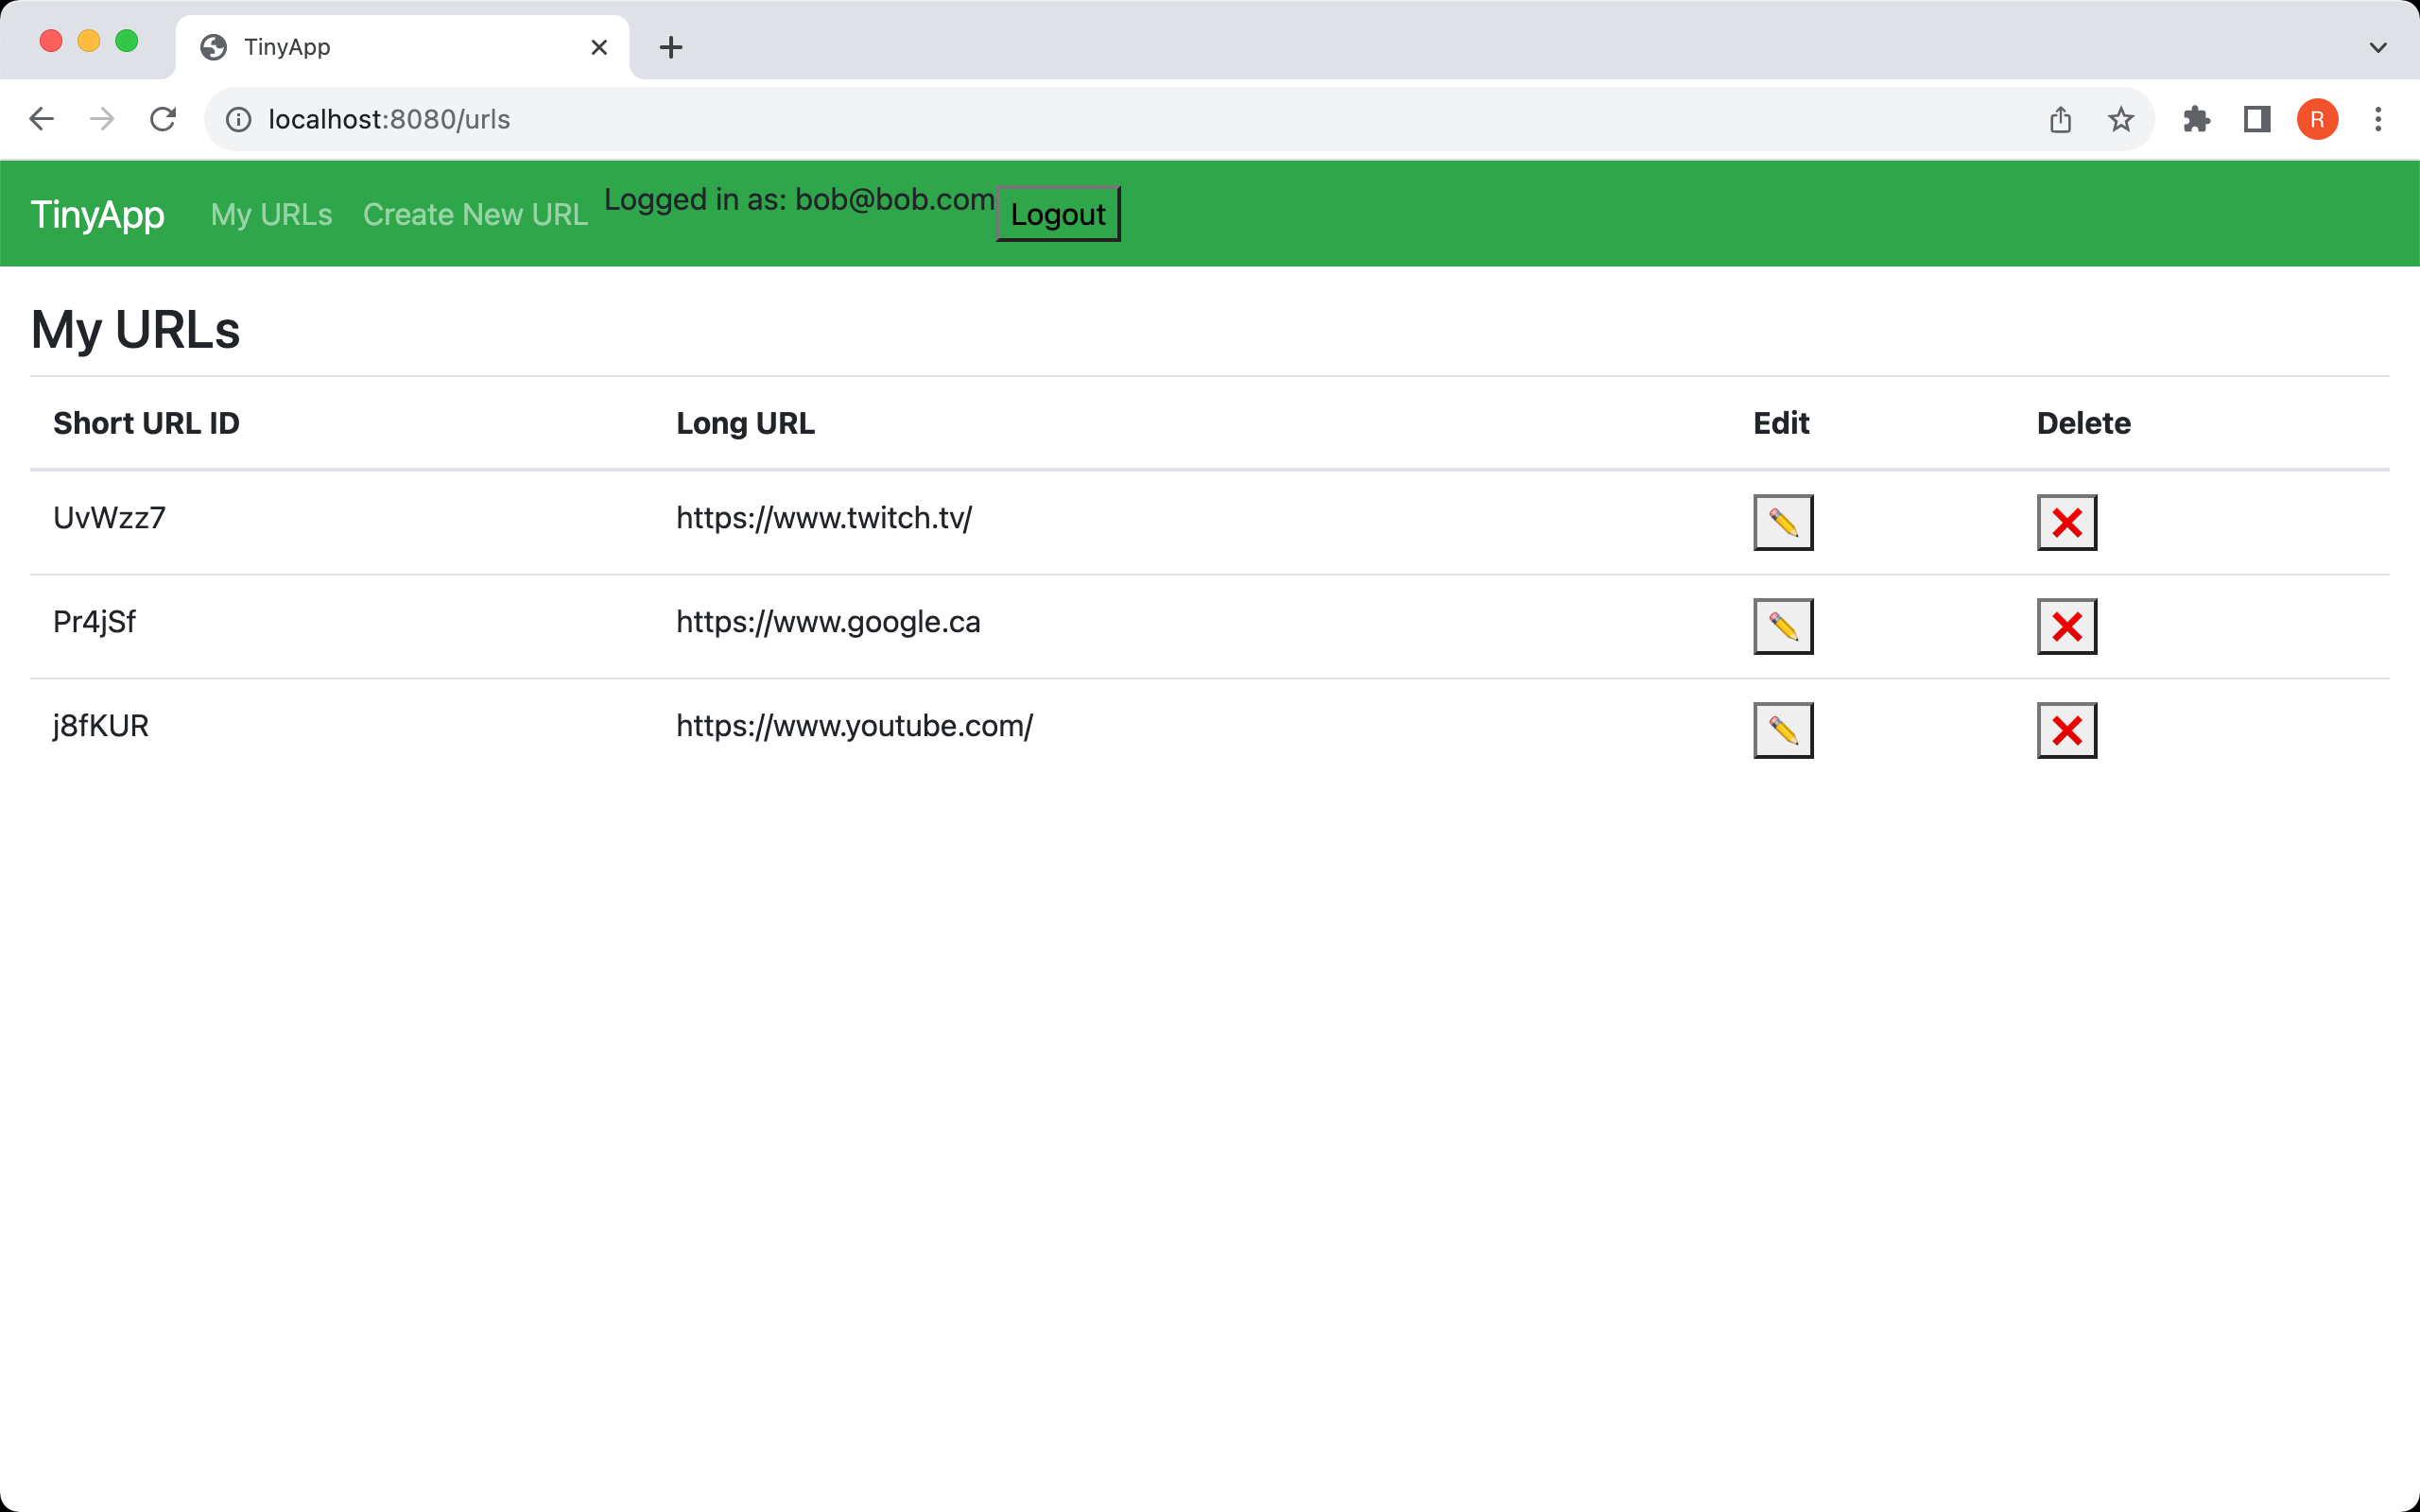 TinyApp
localhost:8080/urls
R
TinyApp My URLs Create New URL Logged in as: bob@bob.com Logout
My URLs
Short URL ID Long URL Edit Delete
UvWzz7 https://www.twitch.tv/
Pr4jSf https://www.google.ca
j8fKUR https://www.youtube.com/